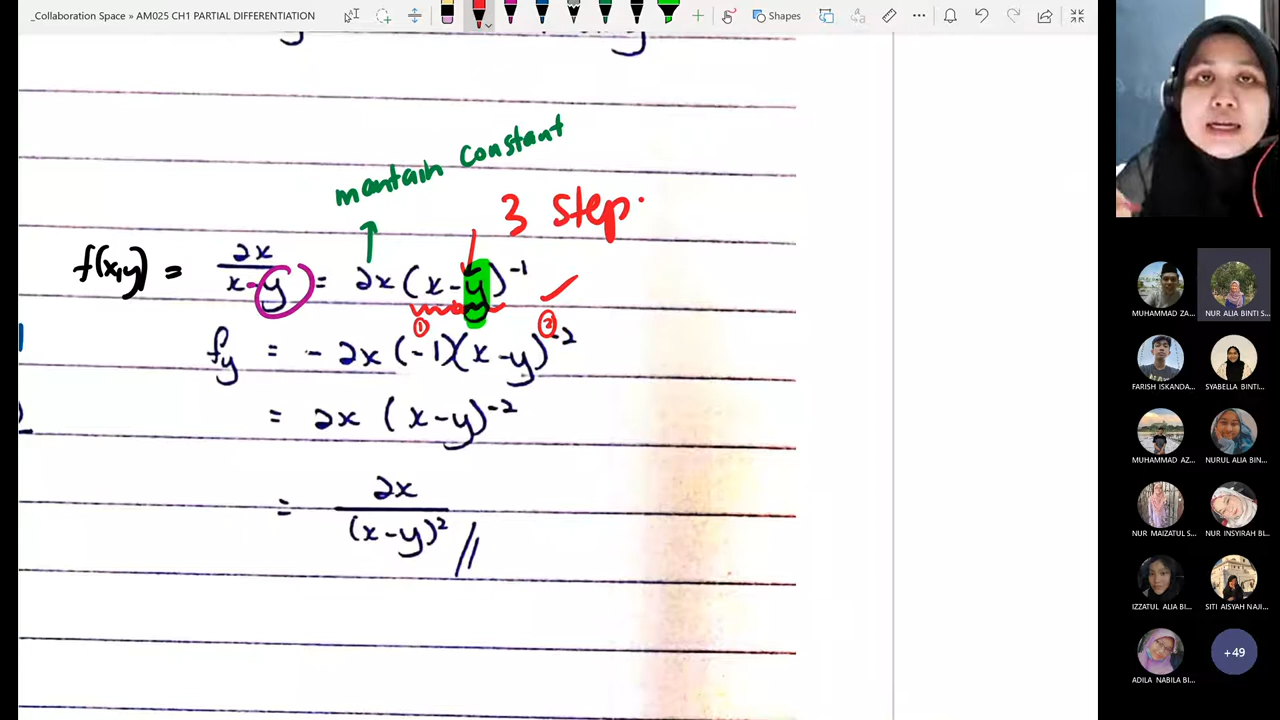 _Collaboration Space » AM025 CH1 PARTIAL DIFFERENTIATION
Shapes
mantain constant
3 step.
f(x,y) = 2x/(x-y) = 2x(x-y)^-1
① ②
fy = -2x(-1)(x-y)^-2
= 2x (x-y)^-2
= 2x/(x-y)^2 //
MUHAMMAD ZA...
NUR ALIA BINTI S...
FARISH ISKANDA...
SYABELLA BINTI...
MUHAMMAD AZ...
NURUL ALIA BIN...
NUR MAIZATUL S...
NUR INSYIRAH BI...
IZZATUL ALIA BI...
SITI AISYAH NAJI...
ADILA NABILA BI...
+49